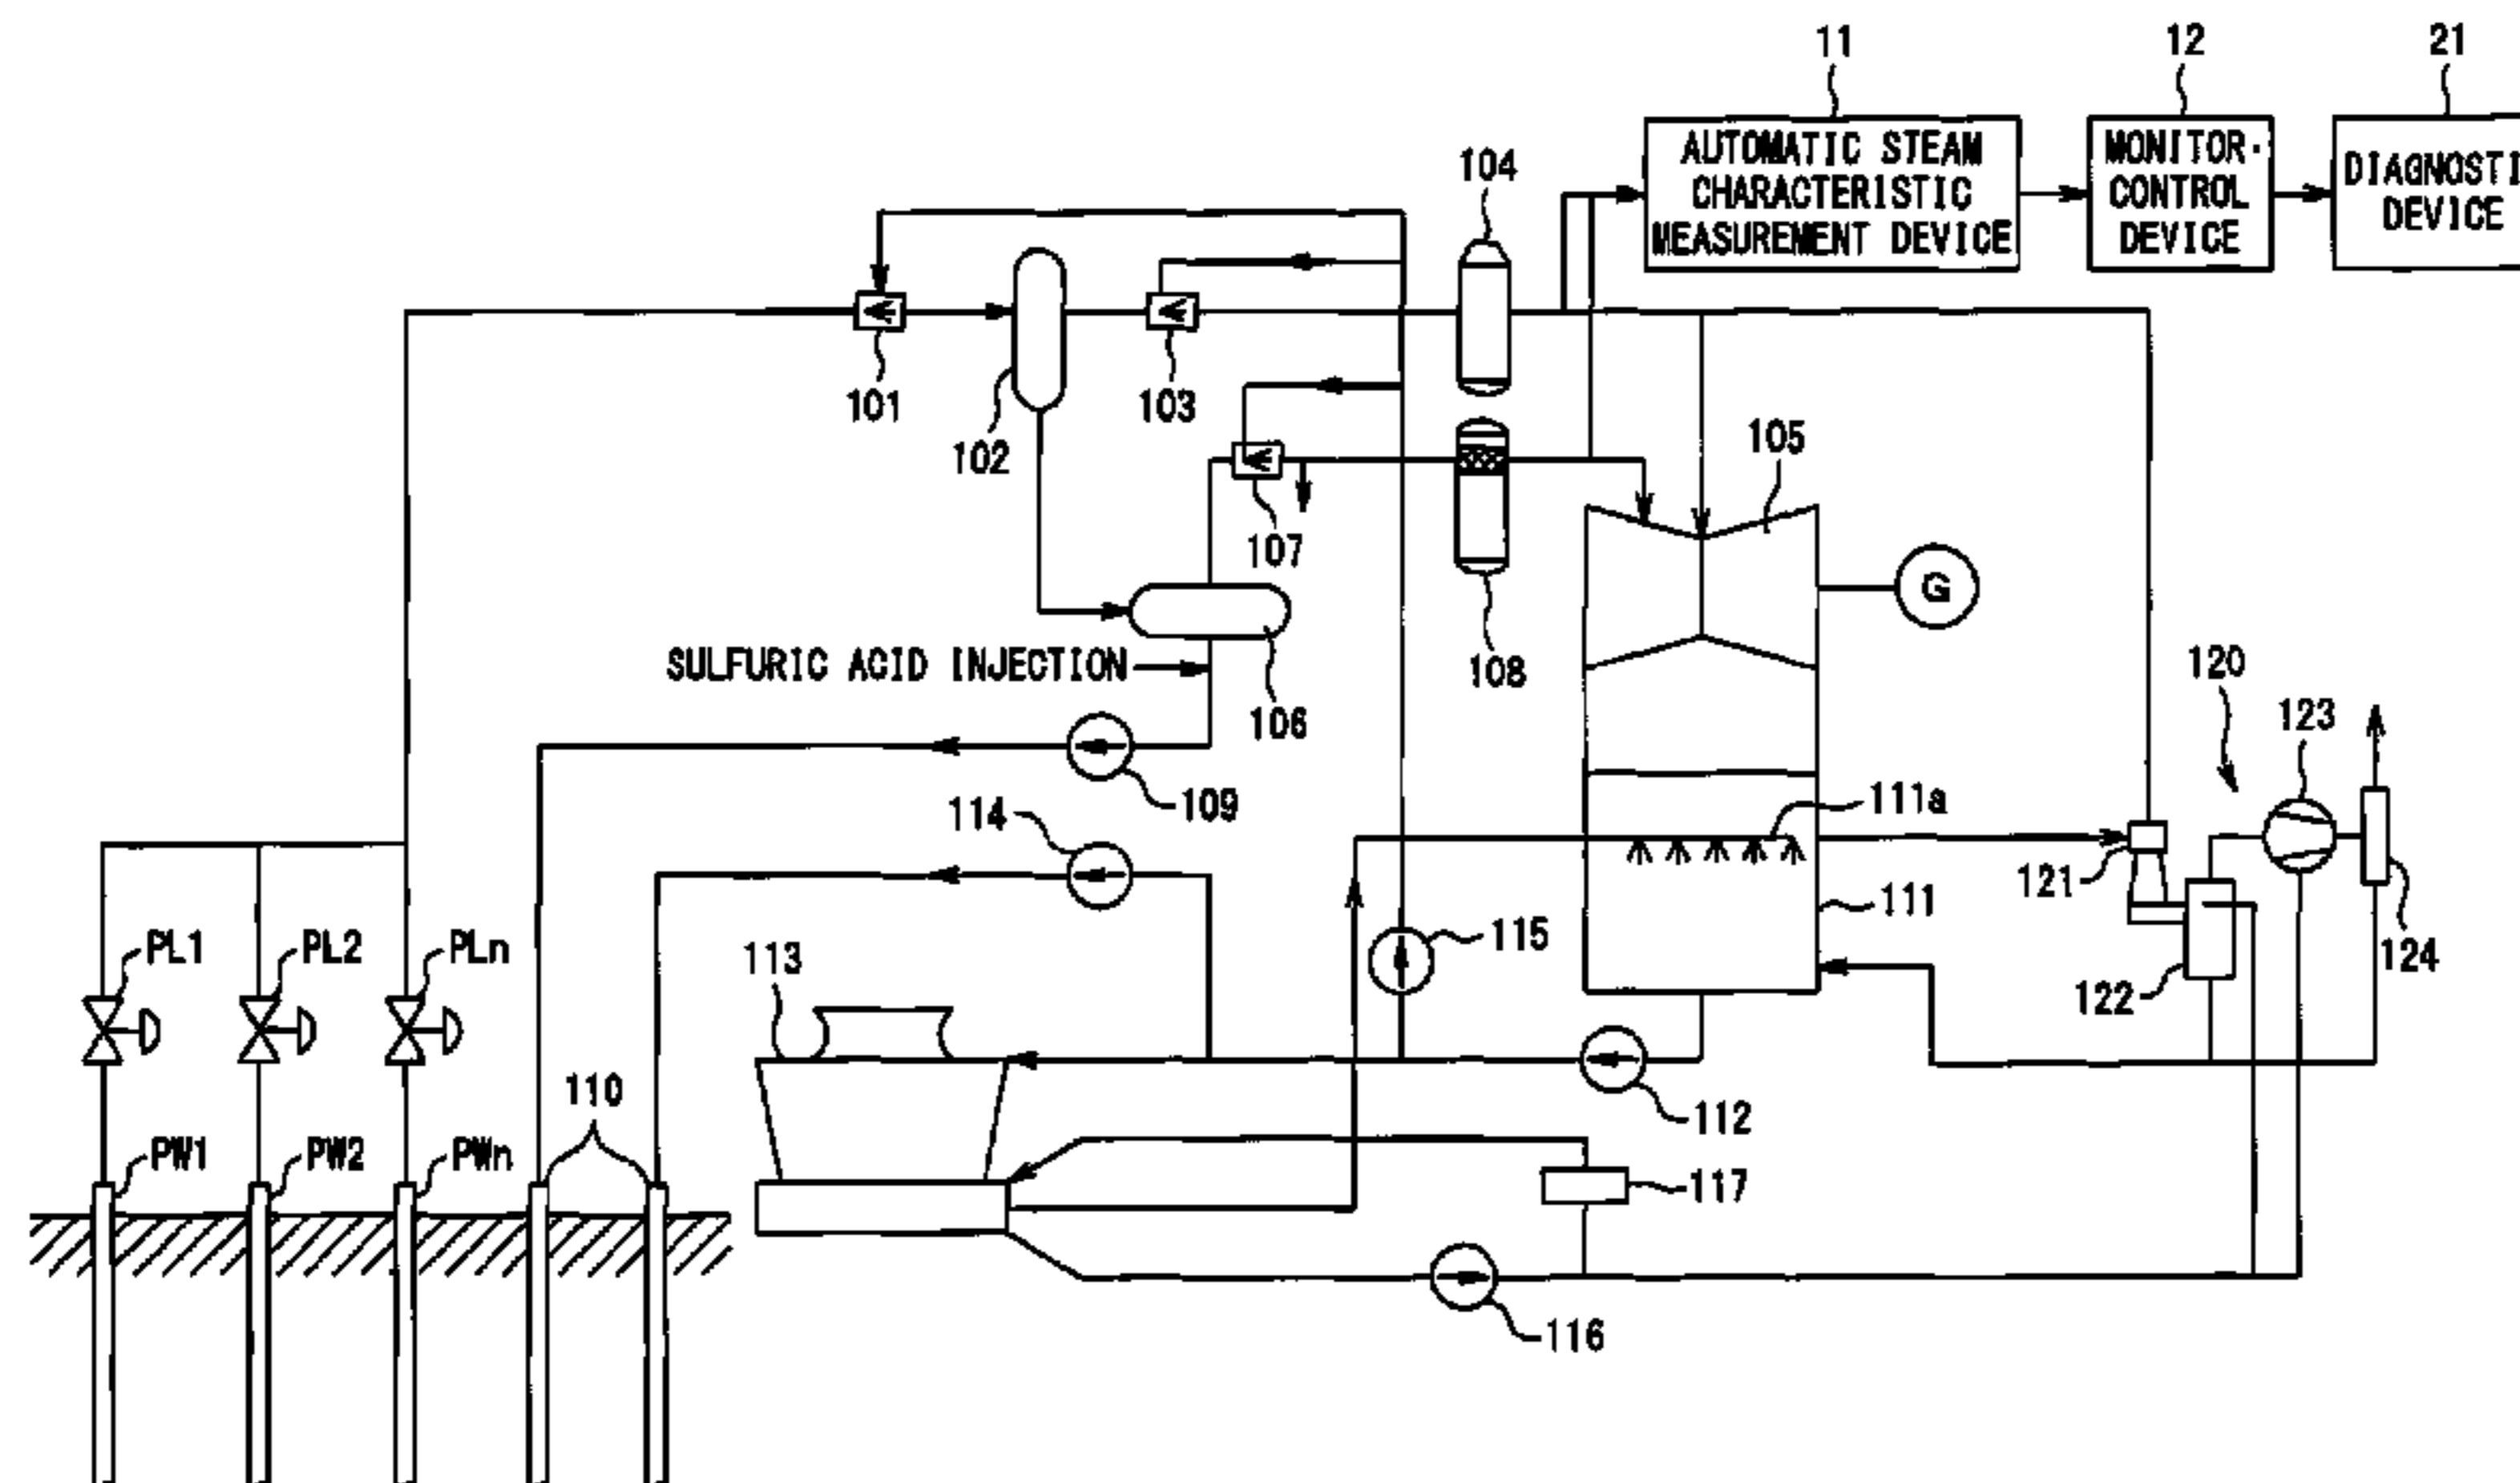 11
12
21
AUTOMATIC STEAM
CHARACTERISTIC
MEASUREMENT DEVICE
MONITOR·
CONTROL
DEVICE
DIAGNOSTI
DEVICE
104
101
102
103
105
107
G
SULFURIC ACID INJECTION
106
108
120
123
109
111a
114
121
111
PL1
PL2
PLn
113
115
124
122
110
112
PW1
PW2
PWn
117
116